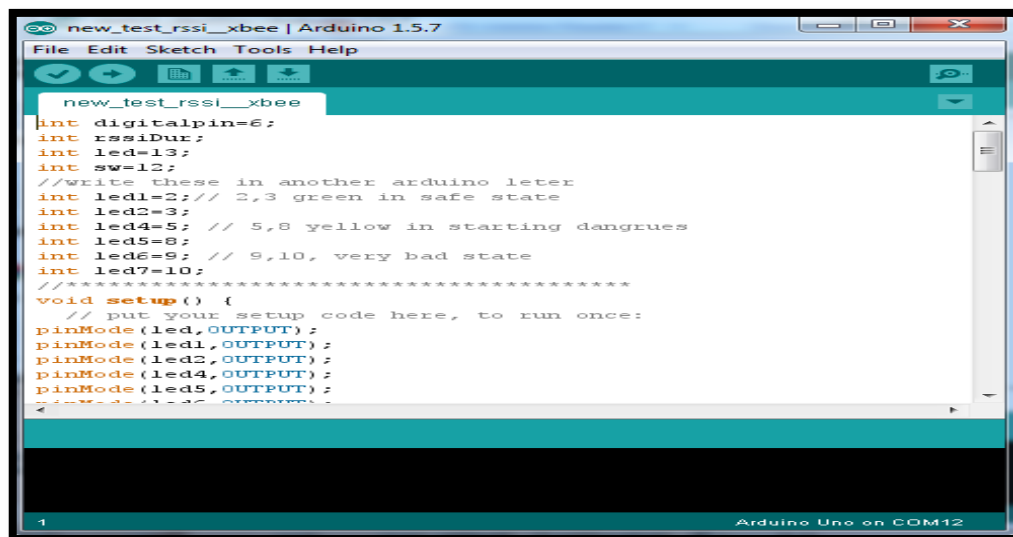 new_test_rssi__xbee | Arduino 1.5.7
File Edit Sketch Tools Help
new_test_rssi__xbee
int digitalpin=6;
int rssiDur;
int led=13;
int sw=12;
//write these in another arduino leter
int led1=2;// 2,3 green in safe state
int led2=3;
int led4=5; // 5,8 yellow in starting dangrues
int led5=8;
int led6=9; // 9,10, very bad state
int led7=10;
//****************************************
void setup() {
// put your setup code here, to run once:
pinMode(led,OUTPUT);
pinMode(led1,OUTPUT);
pinMode(led2,OUTPUT);
pinMode(led4,OUTPUT);
pinMode(led5,OUTPUT);
1
Arduino Uno on COM12